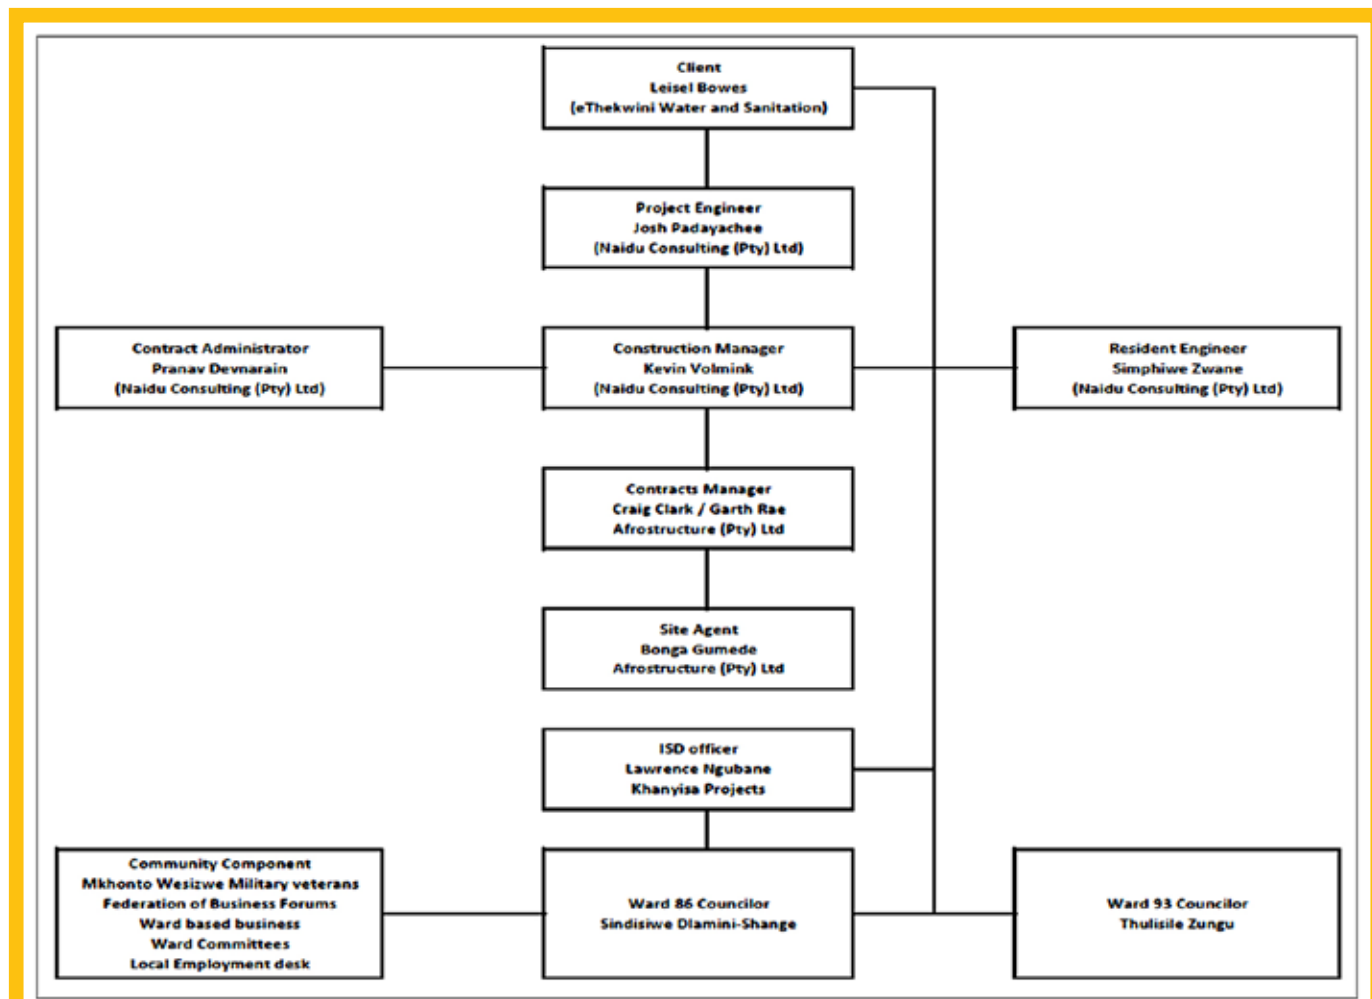 Client
Leisel Bowes
(eThekwini Water and Sanitation)
Project Engineer
Josh Padayachee
(Naidu Consulting (Pty) Ltd)
Contract Administrator
Pranav Devnarain
(Naidu Consulting (Pty) Ltd)
Construction Manager
Kevin Volmink
(Naidu Consulting (Pty) Ltd)
Resident Engineer
Simphiwe Zwane
(Naidu Consulting (Pty) Ltd)
Contracts Manager
Craig Clark / Garth Rae
Afrostructure (Pty) Ltd
Site Agent
Bonga Gumede
Afrostructure (Pty) Ltd
ISD officer
Lawrence Ngubane
Khanyisa Projects
Community Component
Mkhonto Wesizwe Military veterans
Federation of Business Forums
Ward based business
Ward Committees
Local Employment desk
Ward 86 Councilor
Sindisiwe Dlamini-Shange
Ward 93 Councilor
Thulisile Zungu